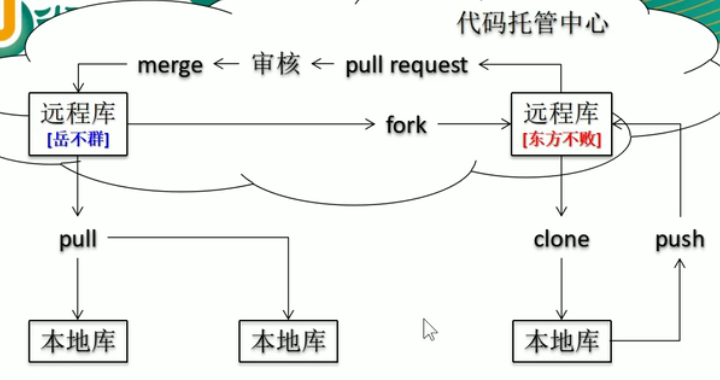 代码托管中心
merge ← 审核 ← pull request
远程库
[岳不群]
fork
远程库
[东方不败]
pull
clone
push
本地库
本地库
本地库